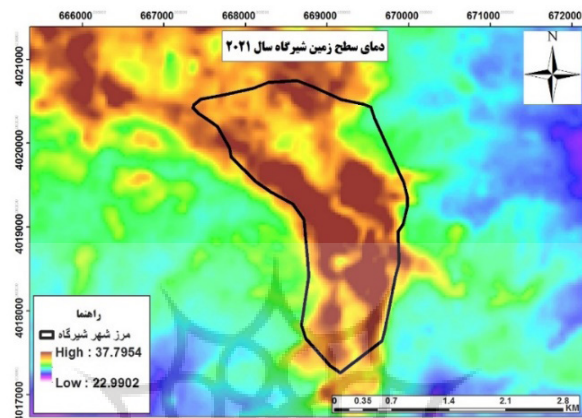 666000 667000 668000 669000 670000 671000 672000
دمای سطح زمین شیرگاه سال ۲۰۲۱
N
4021000
4020000
4019000
4018000
4017000
راهنما
مرز شهر شیرگاه
High : 37.7954
Low : 22.9902
0 0.35 0.7 1.4 2.1 2.8
KM